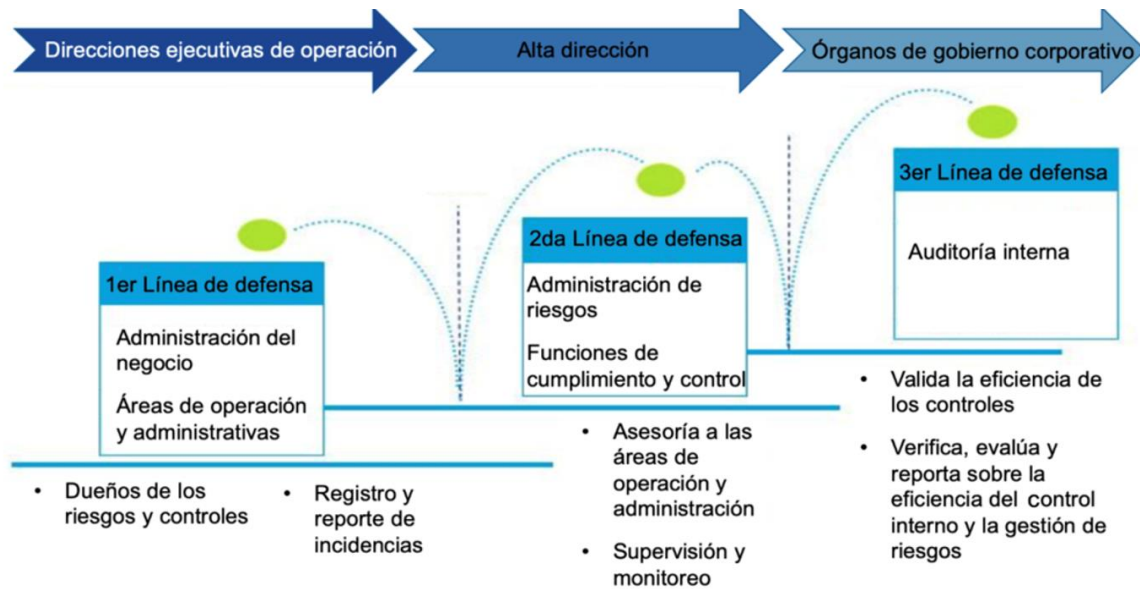 Direcciones ejecutivas de operación
Alta dirección
Órganos de gobierno corporativo
1er Línea de defensa
Administración del
negocio
Áreas de operación
y administrativas
• Dueños de los
riesgos y controles
• Registro y
reporte de
incidencias
2da Línea de defensa
Administración de
riesgos
Funciones de
cumplimiento y control
• Asesoría a las
áreas de
operación y
administración
• Supervisión y
monitoreo
3er Línea de defensa
Auditoría interna
• Valida la eficiencia de
los controles
• Verifica, evalúa y
reporta sobre la
eficiencia del control
interno y la gestión de
riesgos